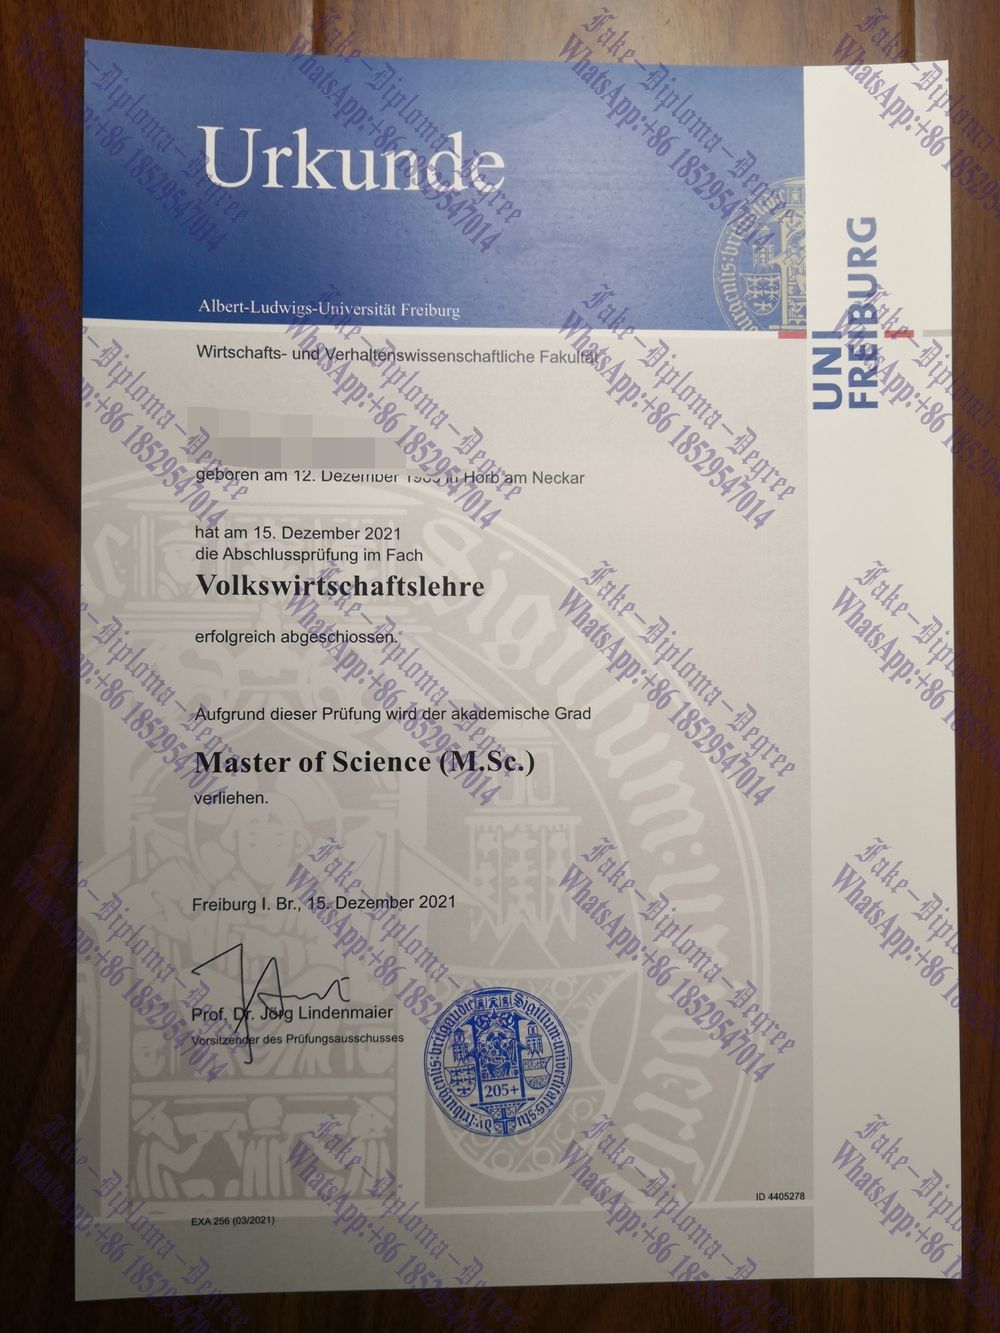 Urkunde
Albert-Ludwigs-Universität Freiburg
UNI
FREIBURG
Wirtschafts- und Verhaltenswissenschaftliche Fakultät
geboren am 12. Dezember in Horb am Neckar
hat am 15. Dezember 2021
die Abschlussprüfung im Fach
Volkswirtschaftslehre
erfolgreich abgeschiossen.
Aufgrund dieser Prüfung wird der akademische Grad
Master of Science (M.Sc.)
verliehen.
Freiburg I. Br., 15. Dezember 2021
Prof. Dr. Jörg Lindenmaier
Vorsitzender des Prüfungsausschusses
205+
ID 4405278
EXA 256 (03/2021)
Fake-Diploma-Degree
WhatsApp:+86 18529547014